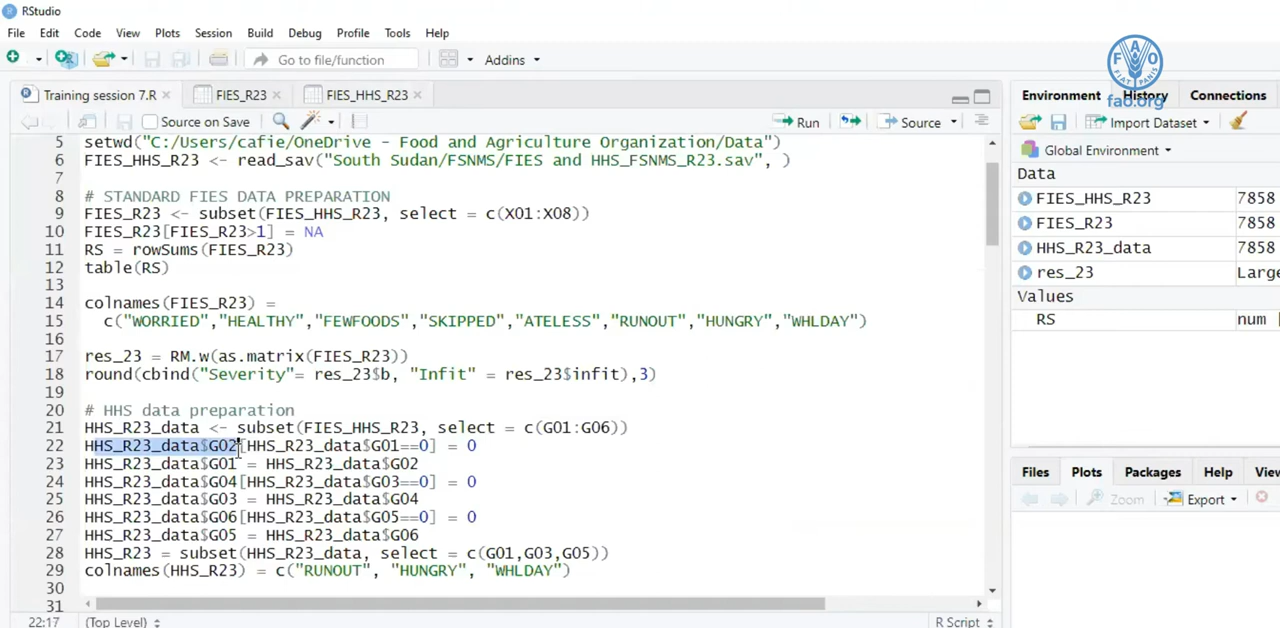 RStudio
File Edit Code View Plots Session Build Debug Profile Tools Help
Go to file/function Addins
FAO
FIAT PANIS
fao.org
Training session 7.R FIES_R23 FIES_HHS_R23
Source on Save Run Source
5 setwd("C:/Users/cafie/OneDrive - Food and Agriculture Organization/Data")
6 FIES_HHS_R23 <- read_sav("South Sudan/FSNMS/FIES and HHS_FSNMS_R23.sav", )
7
8 # STANDARD FIES DATA PREPARATION
9 FIES_R23 <- subset(FIES_HHS_R23, select = c(X01:X08))
10 FIES_R23[FIES_R23>1] = NA
11 RS = rowSums(FIES_R23)
12 table(RS)
13
14 colnames(FIES_R23) =
15 c("WORRIED","HEALTHY","FEWFOODS","SKIPPED","ATELESS","RUNOUT","HUNGRY","WHLDAY")
16
17 res_23 = RM.w(as.matrix(FIES_R23))
18 round(cbind("Severity"= res_23$b, "Infit" = res_23$infit),3)
19
20 # HHS data preparation
21 HHS_R23_data <- subset(FIES_HHS_R23, select = c(G01:G06))
22 HHS_R23_data$G02[HHS_R23_data$G01==0] = 0
23 HHS_R23_data$G01 = HHS_R23_data$G02
24 HHS_R23_data$G04[HHS_R23_data$G03==0] = 0
25 HHS_R23_data$G03 = HHS_R23_data$G04
26 HHS_R23_data$G06[HHS_R23_data$G05==0] = 0
27 HHS_R23_data$G05 = HHS_R23_data$G06
28 HHS_R23 = subset(HHS_R23_data, select = c(G01,G03,G05))
29 colnames(HHS_R23) = c("RUNOUT", "HUNGRY", "WHLDAY")
30
31
22:17 (Top Level) R Script
Environment History Connections
Import Dataset
Global Environment
Data
FIES_HHS_R23 7858
FIES_R23 7858
HHS_R23_data 7858
res_23 Large
Values
RS num [
Files Plots Packages Help View
Zoom Export